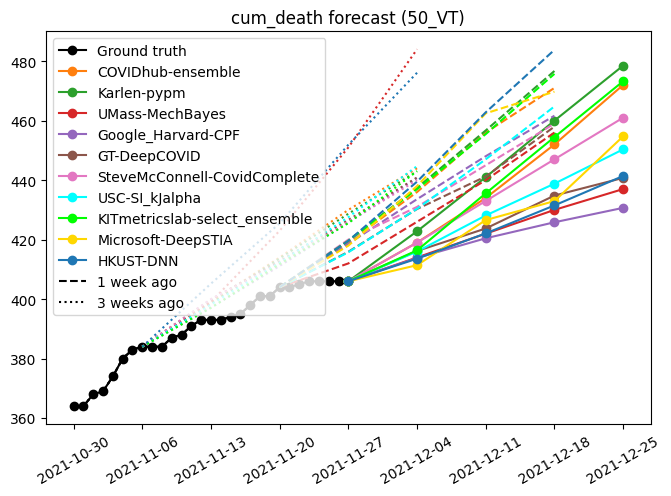 cum_death forecast (50_VT)
480
460
440
420
400
380
360
Ground truth
COVIDhub-ensemble
Karlen-pypm
UMass-MechBayes
Google_Harvard-CPF
GT-DeepCOVID
SteveMcConnell-CovidComplete
USC-SI_kJalpha
KITmetricslab-select_ensemble
Microsoft-DeepSTIA
HKUST-DNN
1 week ago
3 weeks ago
2021-10-30
2021-11-06
2021-11-13
2021-11-20
2021-11-27
2021-12-04
2021-12-11
2021-12-18
2021-12-25